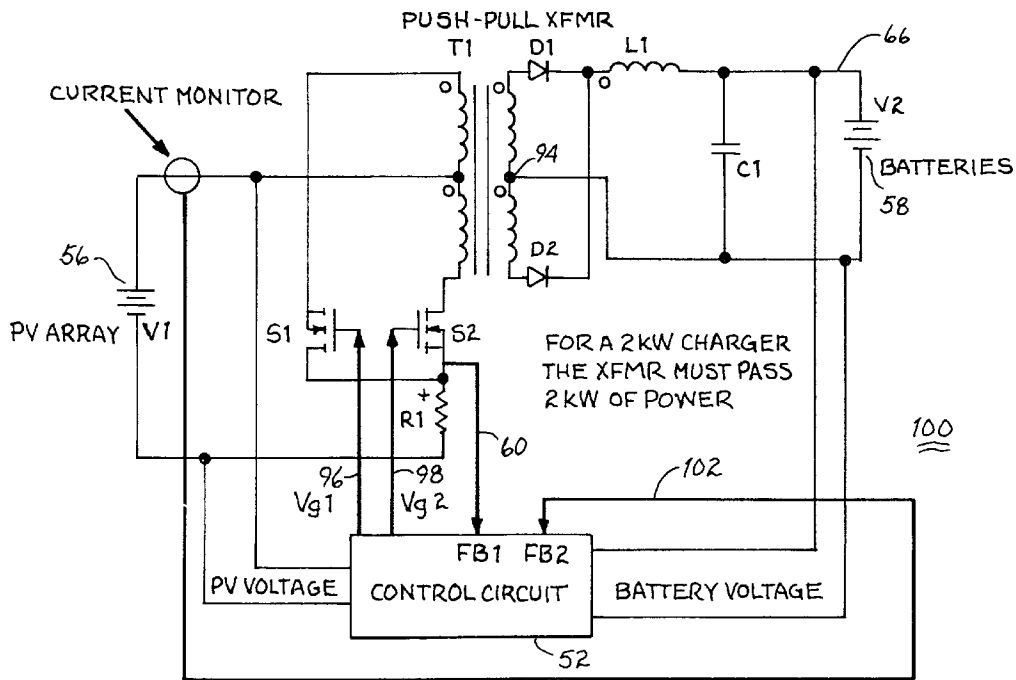 PUSH-PULL XFMR
T1
D1
L1
66
CURRENT MONITOR
V2
94
C1
BATTERIES
58
56
D2
PV ARRAY
V1
S1
S2
FOR A 2KW CHARGER
THE XFMR MUST PASS
2KW OF POWER
+
R1
60
100
96
98
102
Vg1
Vg2
FB1
FB2
PV VOLTAGE
CONTROL CIRCUIT
BATTERY VOLTAGE
52